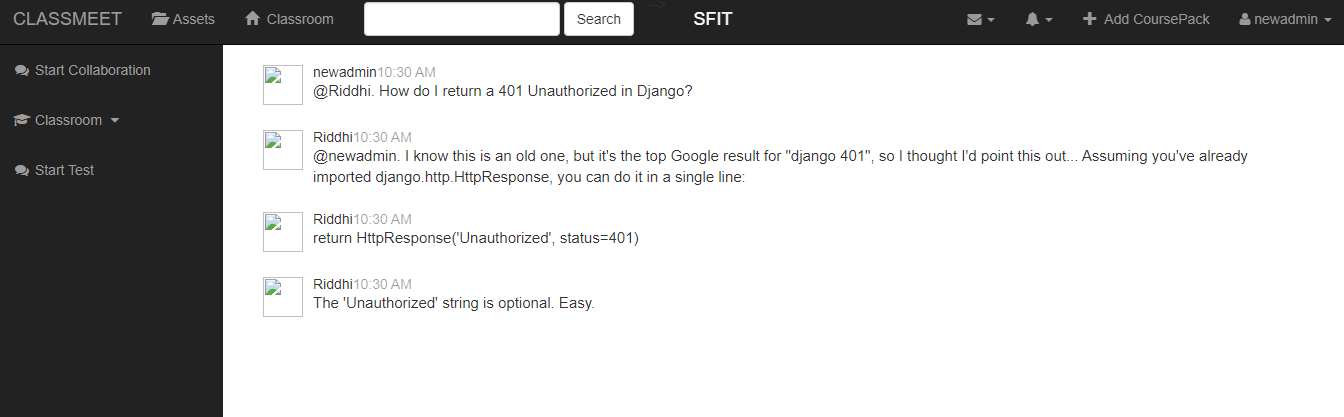 CLASSMEET Assets Classroom Search --> SFIT Add CoursePack newadmin
Start Collaboration
Classroom
Start Test
newadmin10:30 AM
@Riddhi. How do I return a 401 Unauthorized in Django?
Riddhi10:30 AM
@newadmin. I know this is an old one, but it's the top Google result for "django 401", so I thought I'd point this out... Assuming you've already
imported django.http.HttpResponse, you can do it in a single line:
Riddhi10:30 AM
return HttpResponse('Unauthorized', status=401)
Riddhi10:30 AM
The 'Unauthorized' string is optional. Easy.